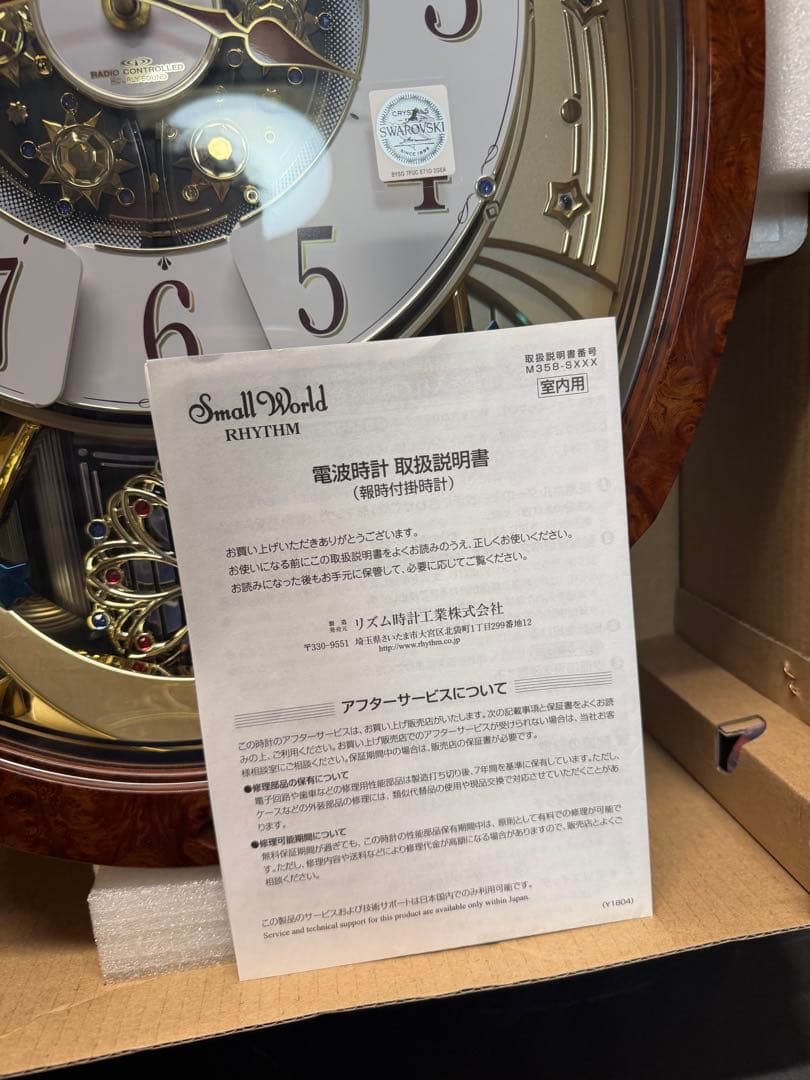 RADIO CONTROLLED
HOURLY SOUND
3
CRYSTALS
SWAROVSKI
SINCE 1895
4
5
6
7
取扱説明書番号
M358-SXXX
室内用
Small World
RHYTHM
電波時計 取扱説明書
（報時付掛時計）
お買い上げいただきありがとうございます。
お使いになる前にこの取扱説明書をよくお読みのうえ、正しくお使いください。
お読みになった後もお手元に保管して、必要に応じてご覧ください。
製造
発売元 リズム時計工業株式会社
〒330-9551 埼玉県さいたま市大宮区北袋町1丁目299番地12
http://www.rhythm.co.jp
アフターサービスについて
この時計のアフターサービスは、お買い上げ販売店がいたします。次の記載事項と保証書をよくお読
みの上、ご利用ください。お買い上げ販売店でのアフターサービスが受けられない場合は、当社お客
様相談室にご相談ください。保証期間中の場合は、販売店の保証書が必要です。
●修理部品の保有について
電子回路や歯車などの修理用性能部品は製造打ち切り後、7年間を基準に保有しています。ただし、
ケースなどの外装部品の修理には、類似代替品の使用や現品交換で対応させていただくことがあ
ります。
●修理可能期間について
無料保証期間が過ぎても、この時計の性能部品保有期間中は、原則として有料での修理が可能で
す。ただし、修理内容や送料などにより修理代金が高額になる場合がありますので、販売店とよくご
相談ください。
この製品のサービスおよび技術サポートは日本国内でのみ利用可能です。
Service and technical support for this product are available only within Japan.
(Y1804)